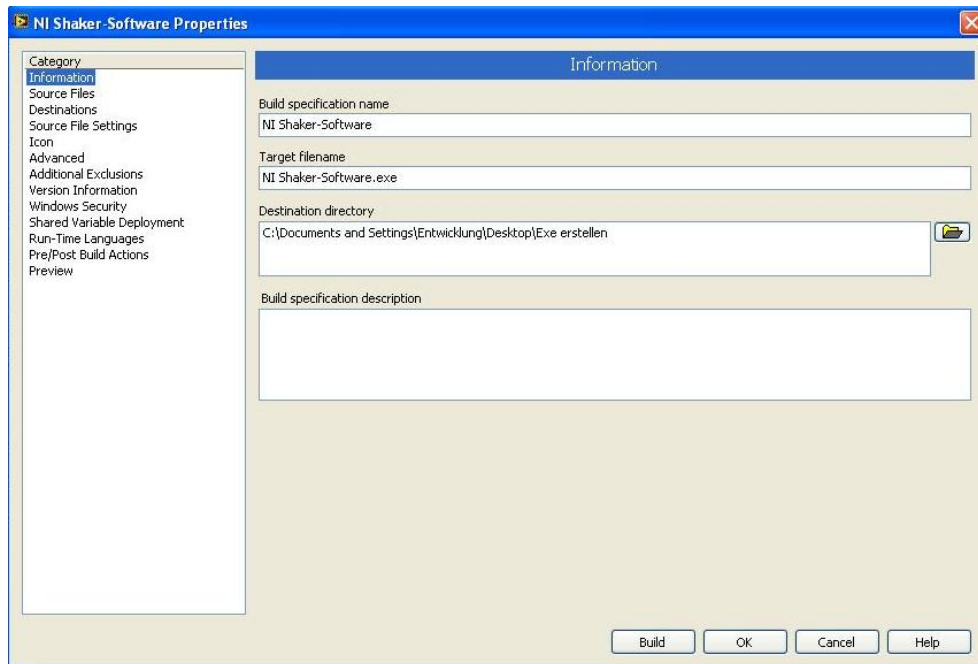 NI Shaker-Software Properties
Category
Information
Source Files
Destinations
Source File Settings
Icon
Advanced
Additional Exclusions
Version Information
Windows Security
Shared Variable Deployment
Run-Time Languages
Pre/Post Build Actions
Preview
Information
Build specification name
NI Shaker-Software
Target filename
NI Shaker-Software.exe
Destination directory
C:\Documents and Settings\Entwicklung\Desktop\Exe erstellen
Build specification description
Build OK Cancel Help